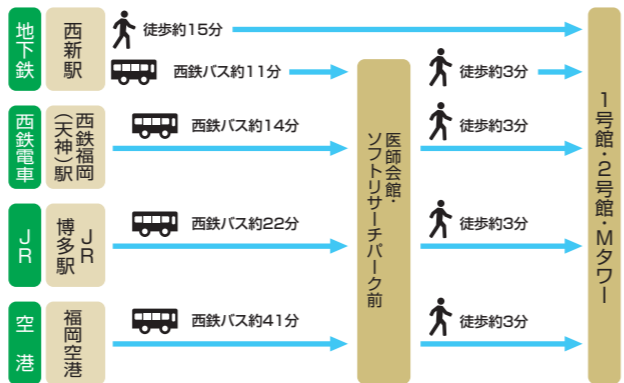 地下鉄
西新駅
徒歩約15分
西鉄バス約11分
徒歩約3分
西鉄電車
西鉄福岡
(天神)駅
西鉄バス約14分
徒歩約3分
JR
JR
博多駅
西鉄バス約22分
徒歩約3分
空港
福岡空港
西鉄バス約41分
徒歩約3分
医師会館・
ソフトリサーチパーク前
1号館・2号館・Mタワー